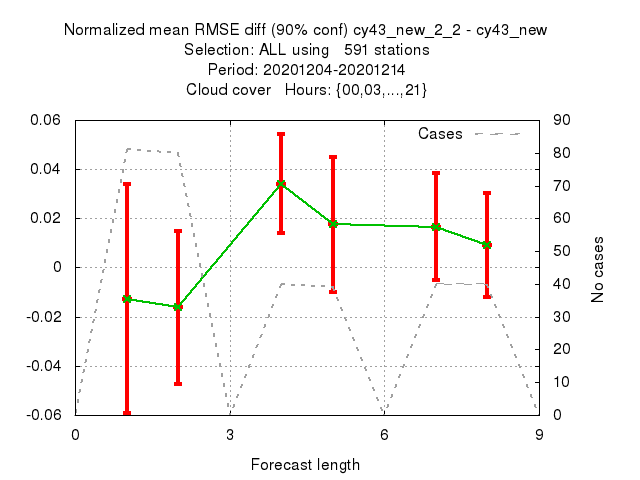 Normalized mean RMSE diff (90% conf) cy43_new_2_2 - cy43_new
Selection: ALL using   591 stations
Period: 20201204-20201214
Cloud cover   Hours: {00,03,...,21}
Cases
0.06
0.04
0.02
0
-0.02
-0.04
-0.06
90
80
70
60
50
40
30
20
10
0
No cases
0 3 6 9
Forecast length